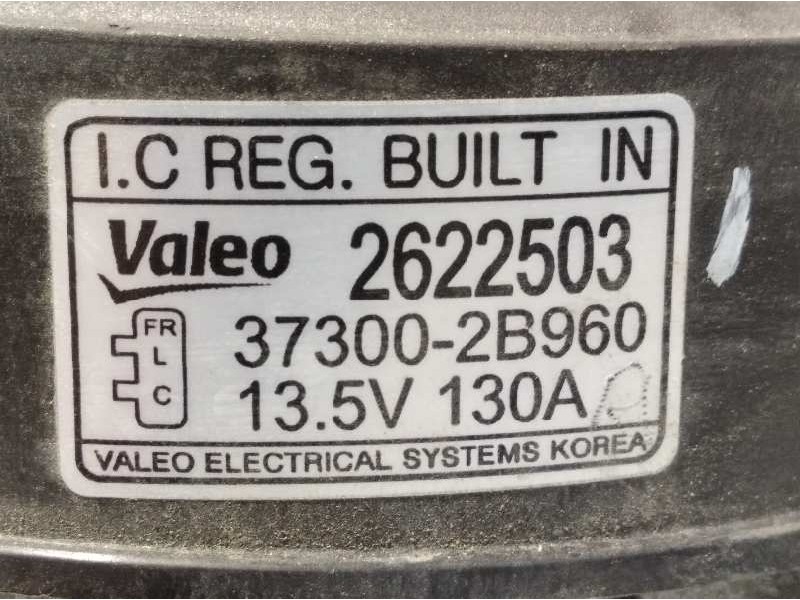 I.C REG. BUILT IN
Valeo 2622503
FR
L
C
37300-2B960
13.5V 130A
VALEO ELECTRICAL SYSTEMS KOREA